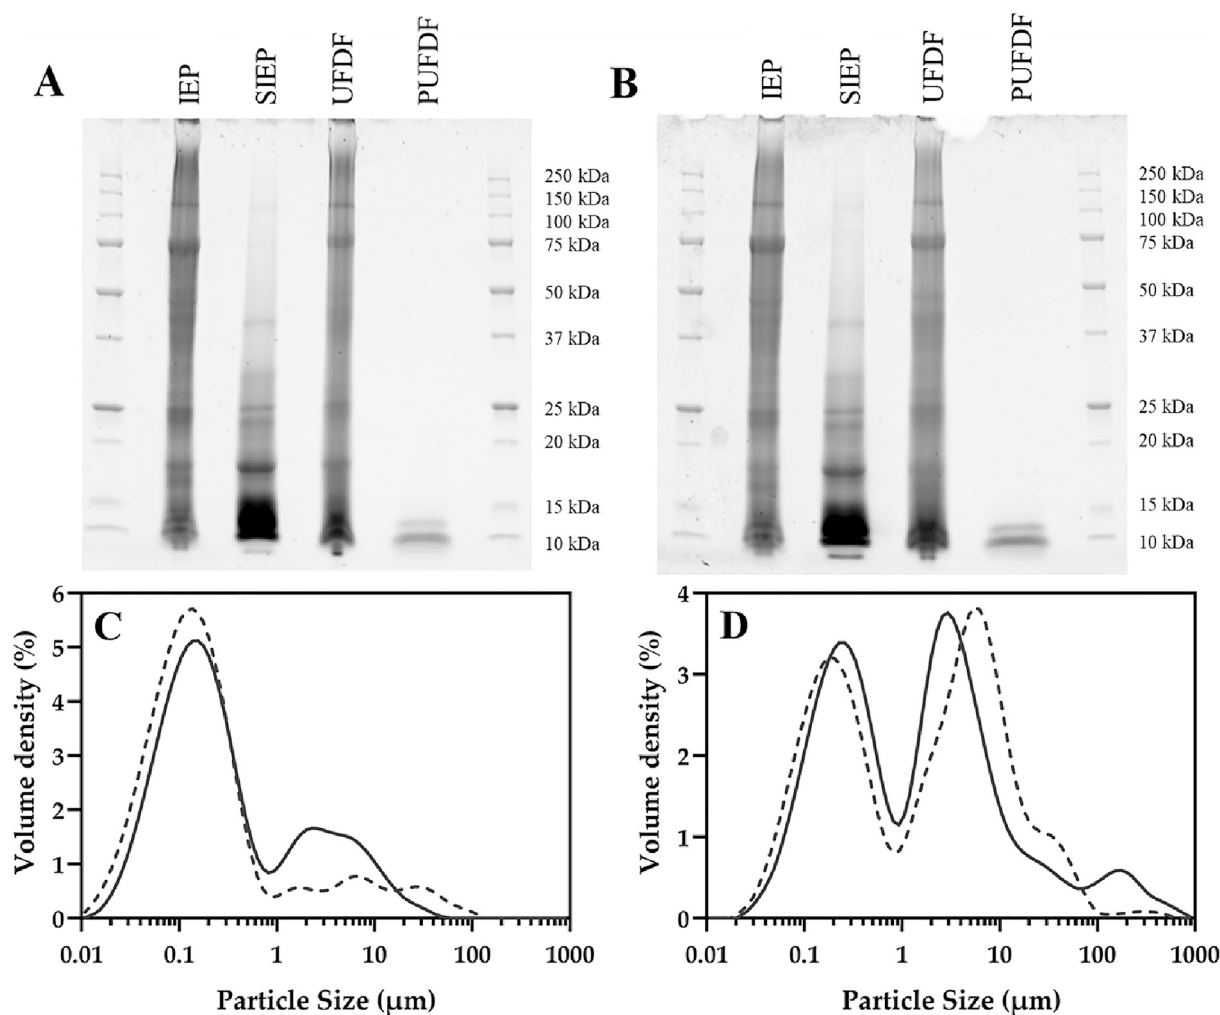 A
IEP
SIEP
UFDF
PUFDF
250 kDa
150 kDa
100 kDa
75 kDa
50 kDa
37 kDa
25 kDa
20 kDa
15 kDa
10 kDa
B
IEP
SIEP
UFDF
PUFDF
250 kDa
150 kDa
100 kDa
75 kDa
50 kDa
37 kDa
25 kDa
20 kDa
15 kDa
10 kDa
C
Volume density (%)
6
5
4
3
2
1
0
0.01 0.1 1 10 100 1000
Particle Size (μm)
D
Volume density (%)
4
3
2
1
0
0.01 0.1 1 10 100 1000
Particle Size (μm)